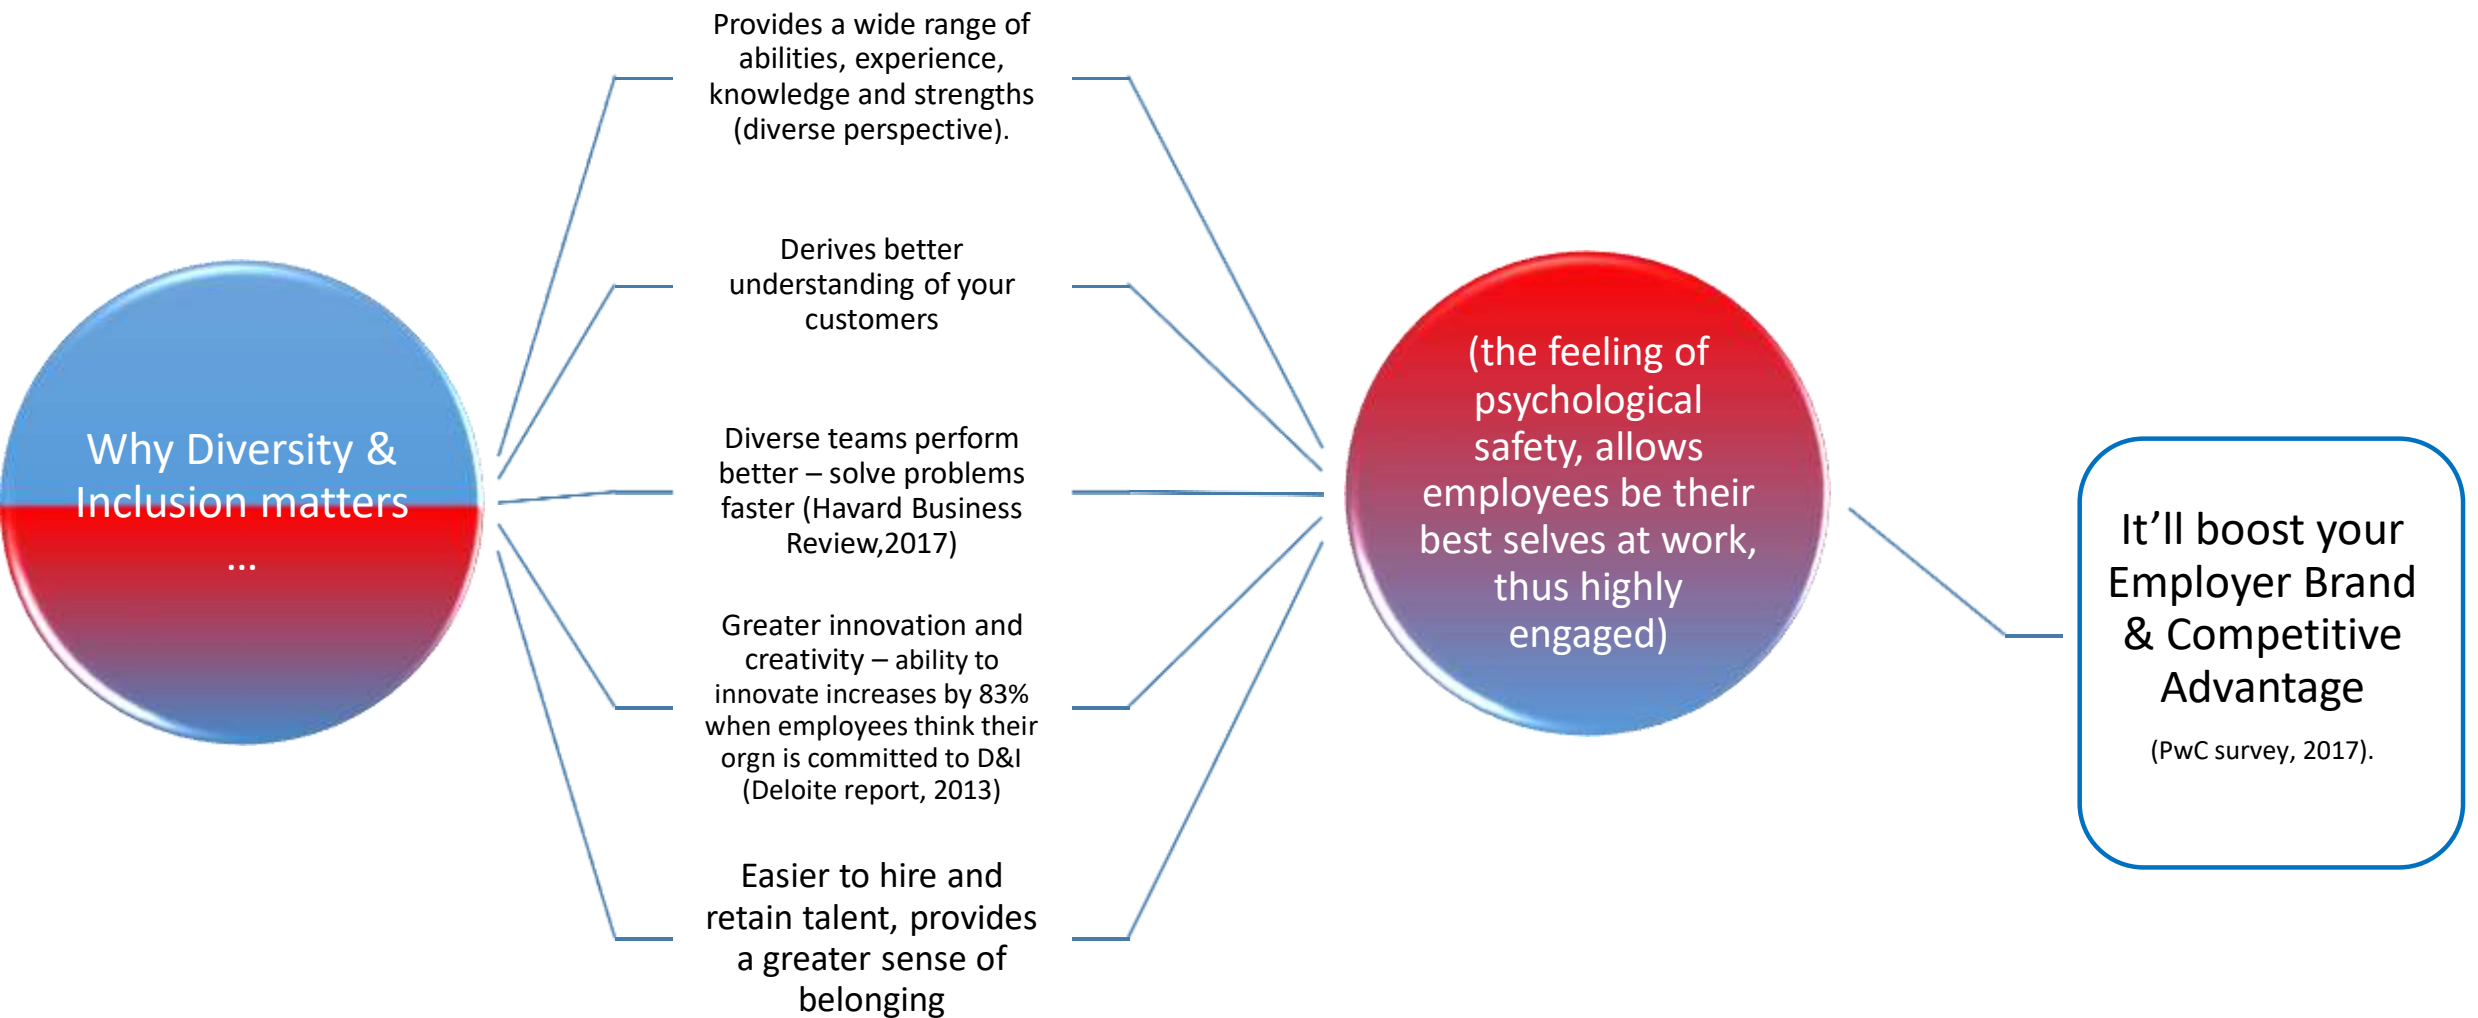 Why Diversity &
Inclusion matters
...
Provides a wide range of
abilities, experience,
knowledge and strengths
(diverse perspective).
Derives better
understanding of your
customers
Diverse teams perform
better – solve problems
faster (Havard Business
Review,2017)
Greater innovation and
creativity – ability to
innovate increases by 83%
when employees think their
orgn is committed to D&I
(Deloite report, 2013)
Easier to hire and
retain talent, provides
a greater sense of
belonging
(the feeling of
psychological
safety, allows
employees be their
best selves at work,
thus highly
engaged)
It’ll boost your
Employer Brand
& Competitive
Advantage
(PwC survey, 2017).